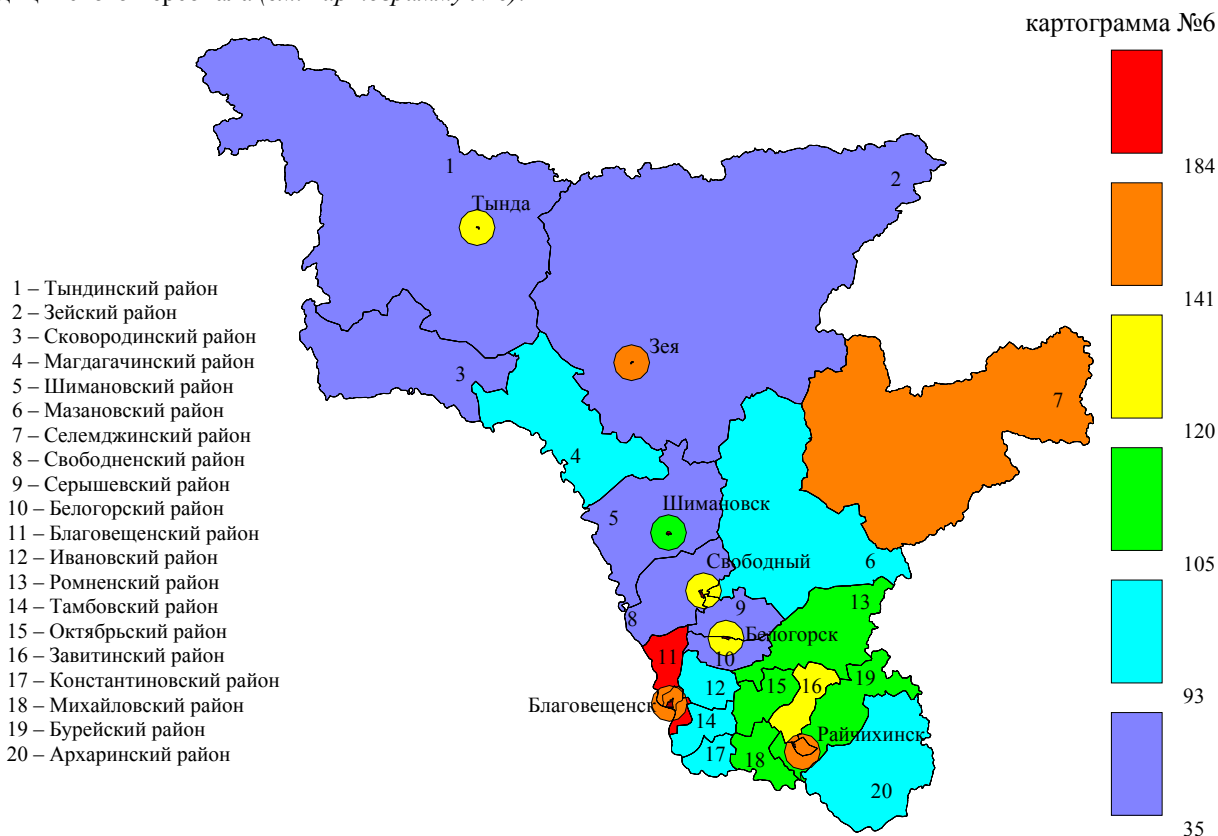 картограмма №6
184
141
120
105
93
35
1 – Тындинский район
2 – Зейский район
3 – Сковородинский район
4 – Магдагачинский район
5 – Шимановский район
6 – Мазановский район
7 – Селемджинский район
8 – Свободненский район
9 – Серышевский район
10 – Белогорский район
11 – Благовещенский район
12 – Ивановский район
13 – Ромненский район
14 – Тамбовский район
15 – Октябрьский район
16 – Завитинский район
17 – Константиновский район
18 – Михайловский район
19 – Бурейский район
20 – Архаринский район
1
2
Тында
Зея
3
7
4
Шимановск
5
Свободный
6
13
9
8
Белогорск
10
11
19
12
15
16
Благовещенск
14
Райчихинск
17
18
20